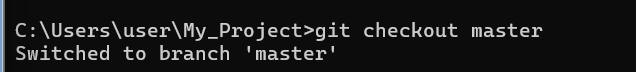 C:\Users\user\My_Project>git checkout master
Switched to branch 'master'